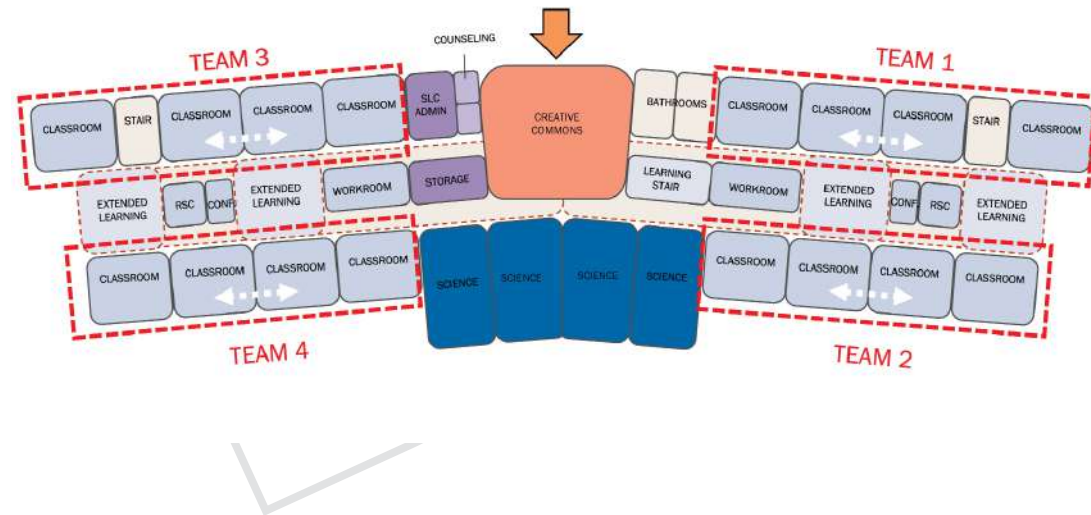 COUNSELING
TEAM 3
TEAM 1
CLASSROOM
STAIR
CLASSROOM
CLASSROOM
CLASSROOM
SLC
ADMIN
CREATIVE
COMMONS
BATHROOMS
CLASSROOM
CLASSROOM
CLASSROOM
STAIR
CLASSROOM
EXTENDED
LEARNING
RSC
CONF
EXTENDED
LEARNING
WORKROOM
STORAGE
LEARNING
STAIR
WORKROOM
EXTENDED
LEARNING
CONF
RSC
EXTENDED
LEARNING
CLASSROOM
CLASSROOM
CLASSROOM
CLASSROOM
SCIENCE
SCIENCE
SCIENCE
SCIENCE
CLASSROOM
CLASSROOM
CLASSROOM
CLASSROOM
TEAM 4
TEAM 2